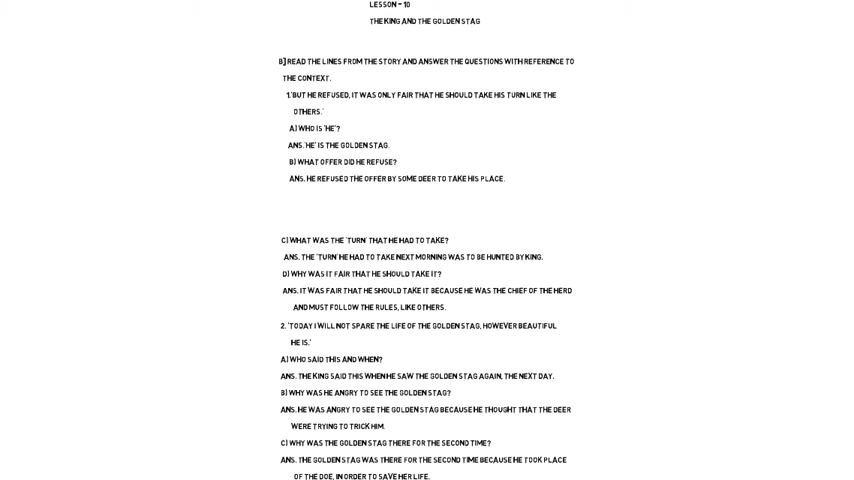 LESSON - 10
THE KING AND THE GOLDEN STAG
B] READ THE LINES FROM THE STORY AND ANSWER THE QUESTIONS WITH REFERENCE TO
THE CONTEXT.
1.'BUT HE REFUSED, IT WAS ONLY FAIR THAT HE SHOULD TAKE HIS TURN LIKE THE
OTHERS.'
A) WHO IS 'HE'?
ANS.'HE' IS THE GOLDEN STAG.
B) WHAT OFFER DID HE REFUSE?
ANS. HE REFUSED THE OFFER BY SOME DEER TO TAKE HIS PLACE.
C) WHAT WAS THE 'TURN' THAT HE HAD TO TAKE?
ANS. THE 'TURN' HE HAD TO TAKE NEXT MORNING WAS TO BE HUNTED BY KING.
D) WHY WAS IT FAIR THAT HE SHOULD TAKE IT?
ANS. IT WAS FAIR THAT HE SHOULD TAKE IT BECAUSE HE WAS THE CHIEF OF THE HERD
AND MUST FOLLOW THE RULES, LIKE OTHERS.
2. 'TODAY I WILL NOT SPARE THE LIFE OF THE GOLDEN STAG, HOWEVER BEAUTIFUL
HE IS.'
A) WHO SAID THIS AND WHEN?
ANS. THE KING SAID THIS WHEN HE SAW THE GOLDEN STAG AGAIN, THE NEXT DAY.
B) WHY WAS HE ANGRY TO SEE THE GOLDEN STAG?
ANS. HE WAS ANGRY TO SEE THE GOLDEN STAG BECAUSE HE THOUGHT THAT THE DEER
WERE TRYING TO TRICK HIM.
C) WHY WAS THE GOLDEN STAG THERE FOR THE SECOND TIME?
ANS. THE GOLDEN STAG WAS THERE FOR THE SECOND TIME BECAUSE HE TOOK PLACE
OF THE DOE, IN ORDER TO SAVE HER LIFE.